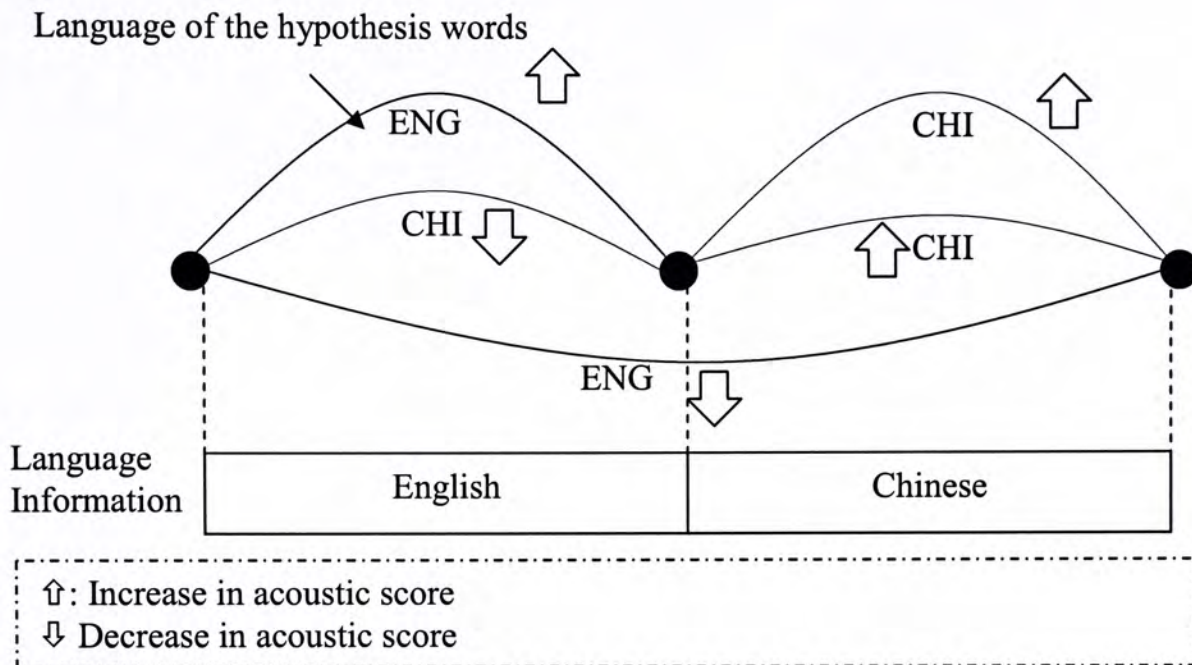 Language of the hypothesis words
ENG
CHI
CHI
CHI
ENG
Language
Information
English
Chinese
⇧: Increase in acoustic score
⇩ Decrease in acoustic score